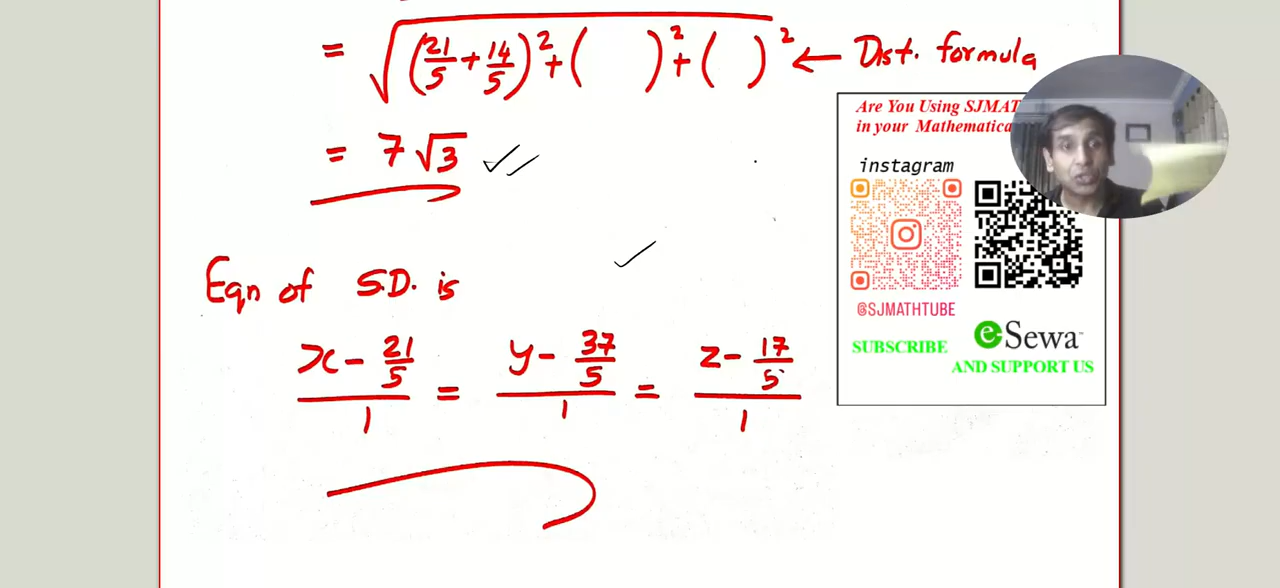 = √(21/5 + 14/5)² + ( )² + ( )² ← Dist. formula
= 7√3
Eqn of S.D. is
x - 21/5 / 1 = y - 37/5 / 1 = z - 17/5 / 1
Are You Using SJMAT
in your Mathematica
instagram
@SJMATHTUBE
eSewa
SUBSCRIBE
AND SUPPORT US